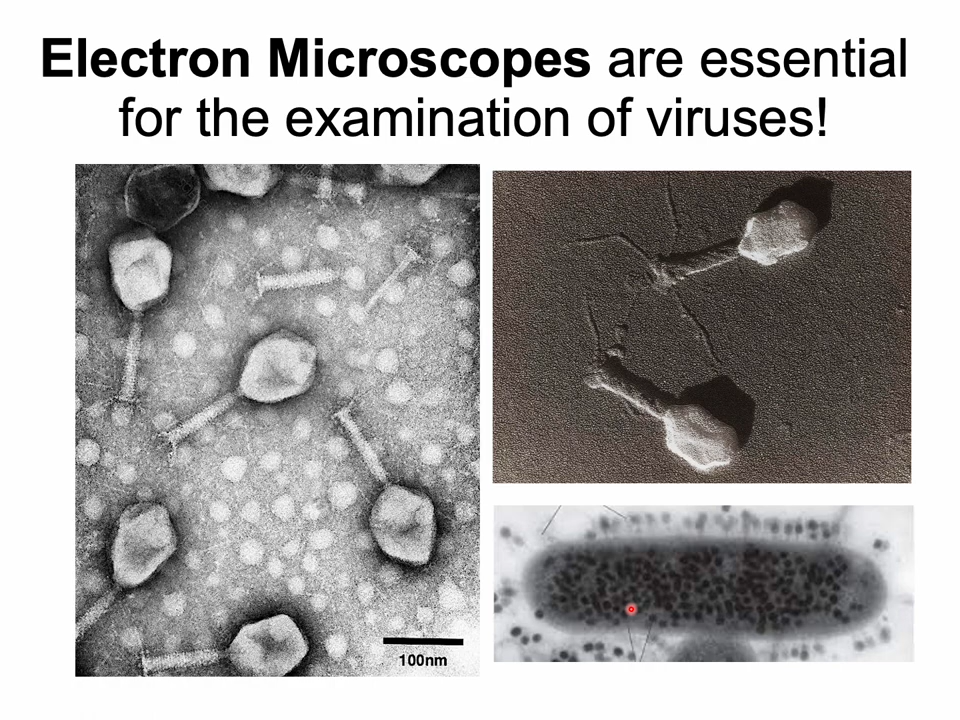 Electron Microscopes are essential
for the examination of viruses!
100nm